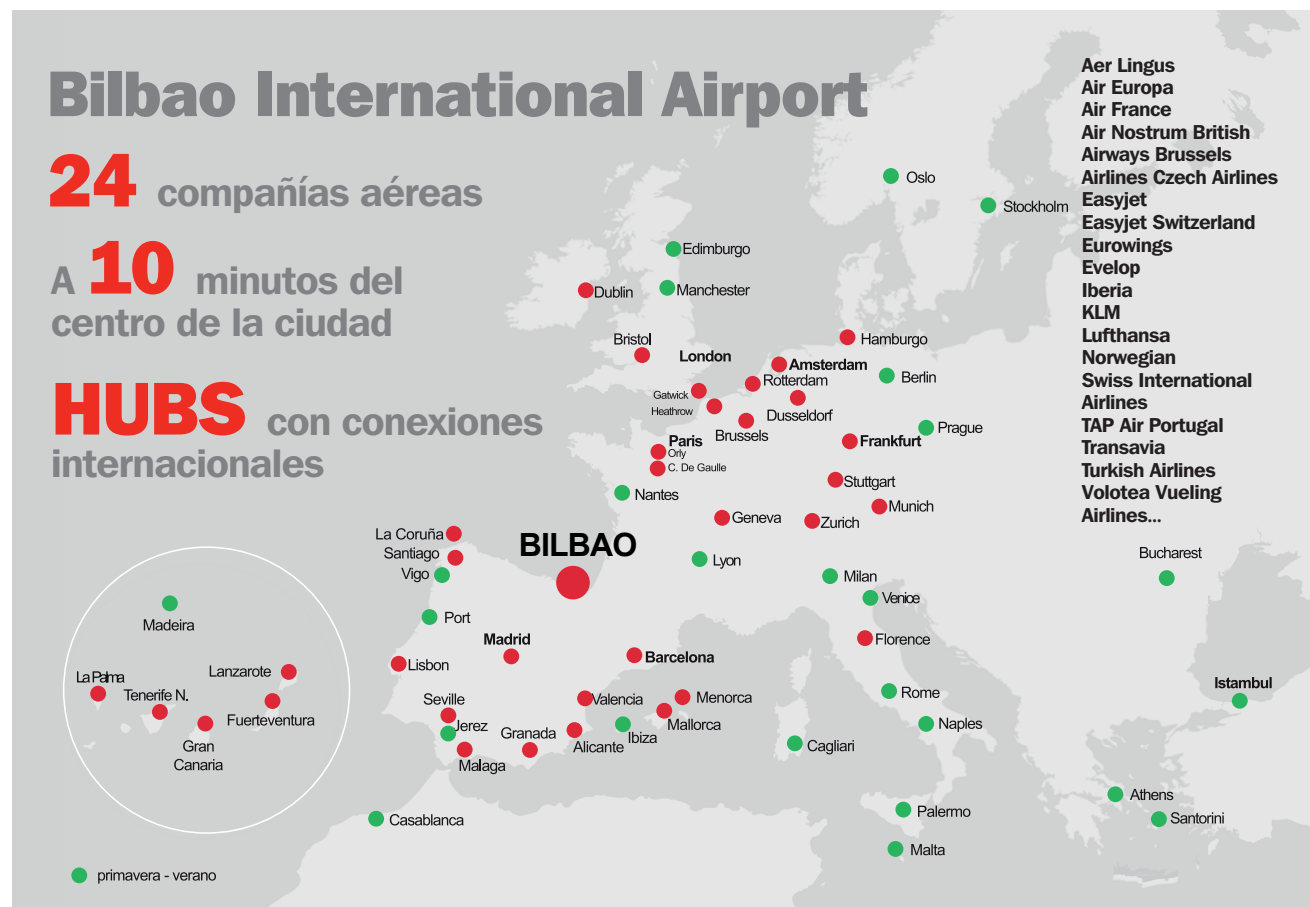 Bilbao International Airport
24 compañías aéreas
A 10 minutos del
centro de la ciudad
HUBS con conexiones
internacionales
Aer Lingus
Air Europa
Air France
Air Nostrum British
Airways Brussels
Airlines Czech Airlines
Easyjet
Easyjet Switzerland
Eurowings
Evelop
Iberia
KLM
Lufthansa
Norwegian
Swiss International
Airlines
TAP Air Portugal
Transavia
Turkish Airlines
Volotea Vueling
Airlines...
Oslo
Stockholm
Edimburgo
Manchester
Dublin
Bristol
London
Gatwick
Heathrow
Hamburgo
Amsterdam
Rotterdam
Berlin
Dusseldorf
Brussels
Prague
Paris
Orly
C. De Gaulle
Frankfurt
Nantes
Stuttgart
Munich
Geneva
Zurich
La Coruña
Santiago
Vigo
BILBAO
Lyon
Milan
Venice
Bucharest
Port
Madrid
Lisbon
Barcelona
Florence
Seville
Jerez
Valencia
Menorca
Mallorca
Ibiza
Granada
Alicante
Malaga
Rome
Naples
Cagliari
Istambul
Casablanca
Palermo
Malta
Athens
Santorini
Madeira
La Palma
Tenerife N.
Lanzarote
Fuerteventura
Gran
Canaria
primavera - verano